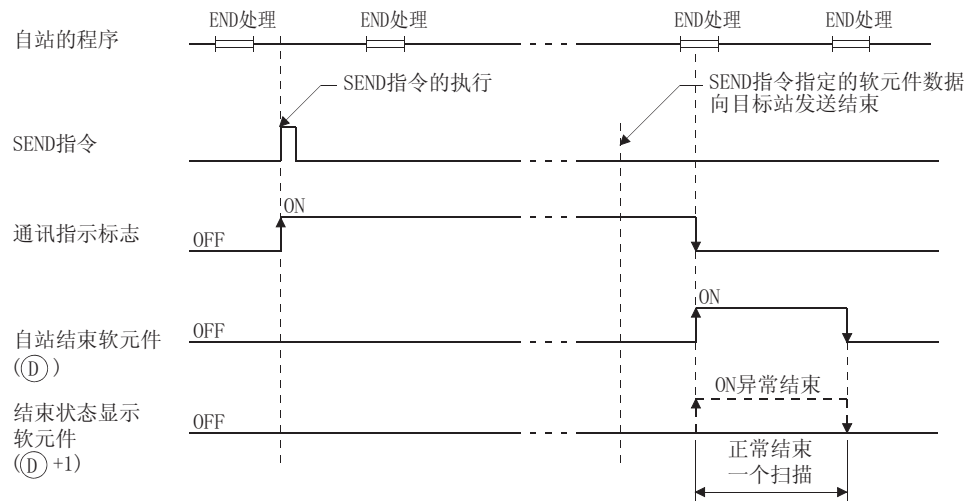 END处理
END处理
END处理
END处理
自站的程序
SEND指令的执行
SEND指令指定的软元件数据
向目标站发送结束
SEND指令
ON
通讯指示标志
OFF
ON
OFF
自站结束软元件
(Ⓓ)
ON异常结束
结束状态显示
OFF
软元件
(Ⓓ+1)
正常结束
一个扫描